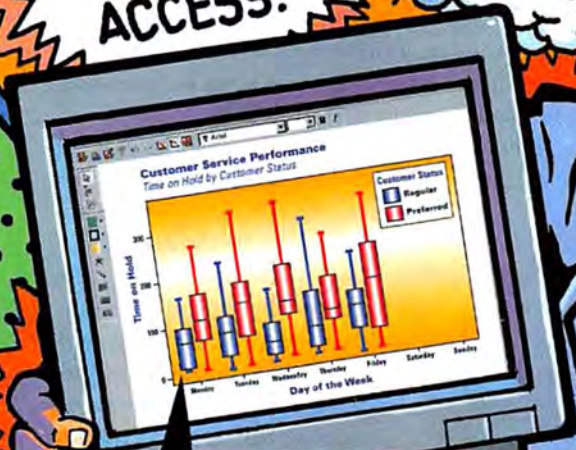 ACCESS.
Arial
B I
Customer Service Performance
Time on Hold by Customer Status
Customer Status
Regular
Preferred
Time on Hold
300
200
100
0
Monday
Tuesday
Wednesday
Thursday
Friday
Saturday
Sunday
Day of the Week